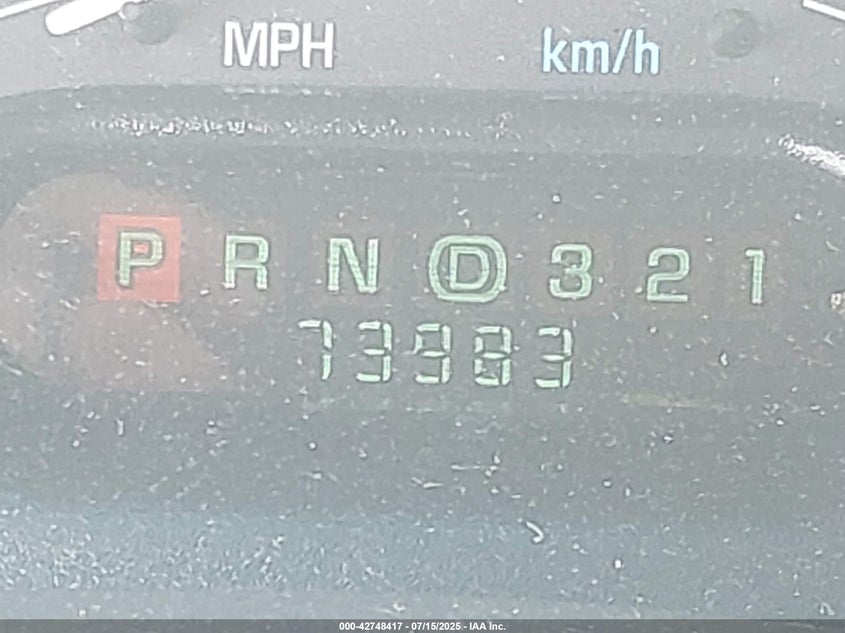 MPH km/h
P R N D 3 2 1
73983
000-42748417 - 07/15/2025 - IAA Inc.